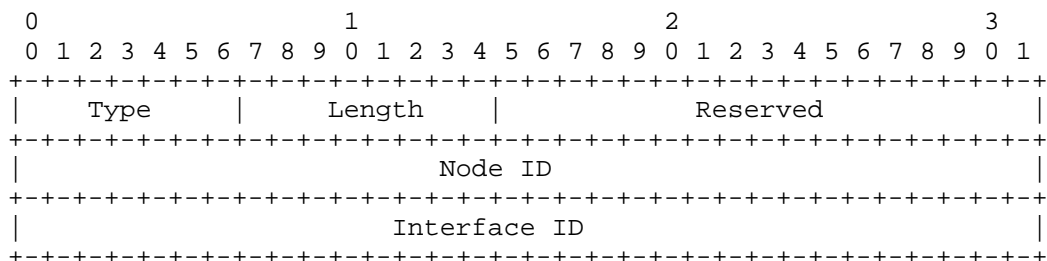 0                   1                   2                   3
0 1 2 3 4 5 6 7 8 9 0 1 2 3 4 5 6 7 8 9 0 1 2 3 4 5 6 7 8 9 0 1
+-+-+-+-+-+-+-+-+-+-+-+-+-+-+-+-+-+-+-+-+-+-+-+-+-+-+-+-+-+-+-+-+
|    Type     |     Length    |            Reserved             |
+-+-+-+-+-+-+-+-+-+-+-+-+-+-+-+-+-+-+-+-+-+-+-+-+-+-+-+-+-+-+-+-+
|                          Node ID                              |
+-+-+-+-+-+-+-+-+-+-+-+-+-+-+-+-+-+-+-+-+-+-+-+-+-+-+-+-+-+-+-+-+
|                       Interface ID                            |
+-+-+-+-+-+-+-+-+-+-+-+-+-+-+-+-+-+-+-+-+-+-+-+-+-+-+-+-+-+-+-+-+